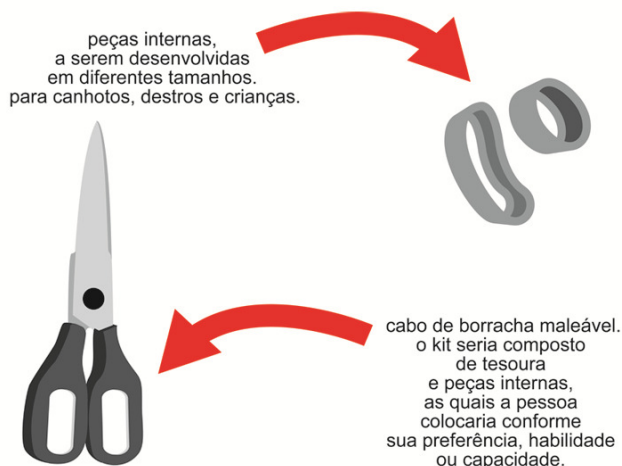 peças internas,
a serem desenvolvidas
em diferentes tamanhos.
para canhotos, destros e crianças.
cabo de borracha maleável.
o kit seria composto
de tesoura
e peças internas,
as quais a pessoa
colocaria conforme
sua preferência, habilidade
ou capacidade.